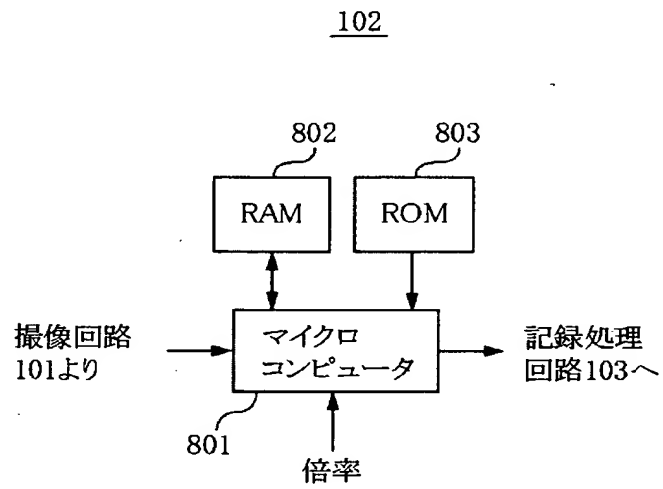 102
802
803
RAM
ROM
撮像回路
101より
マイクロ
コンピュータ
記録処理
回路103へ
801
倍率